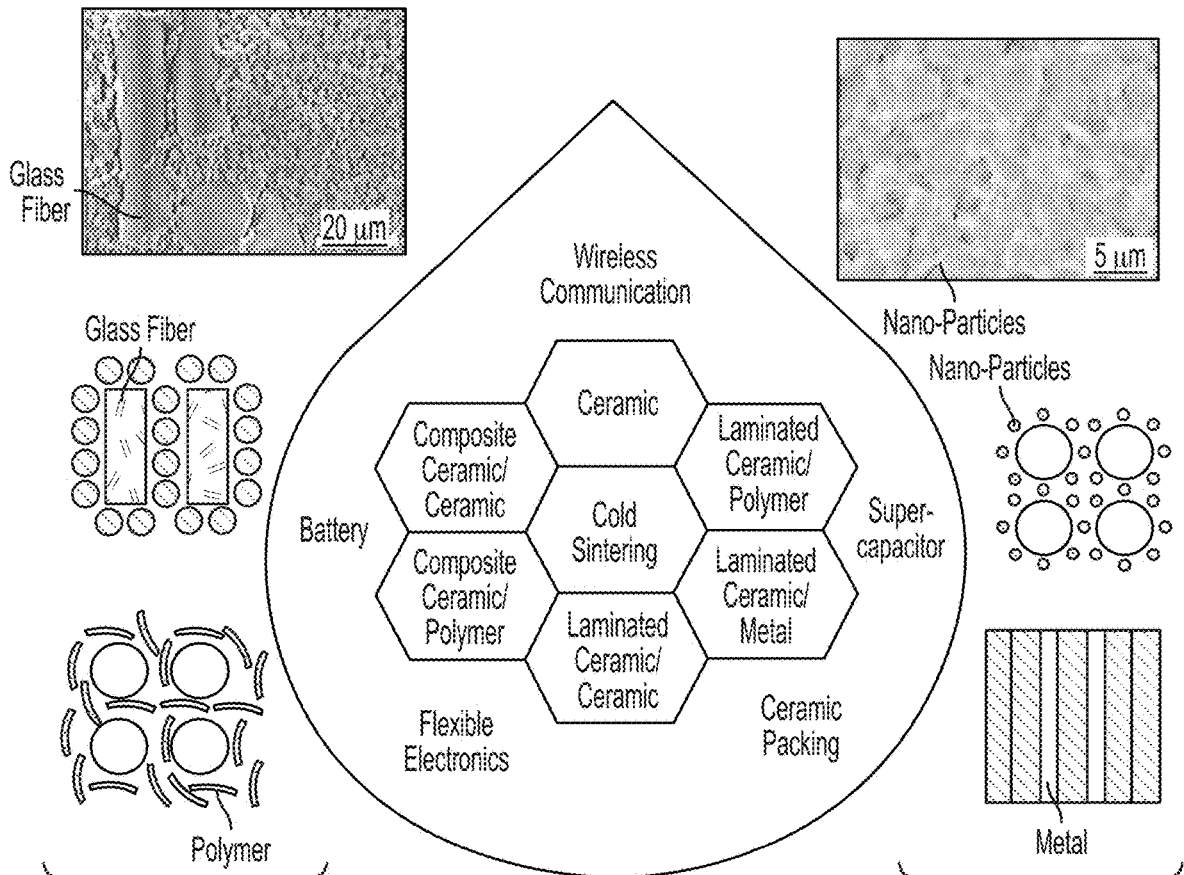 Glass
Fiber
20 µm
5 µm
Nano-Particles
Nano-Particles
Glass Fiber
Wireless
Communication
Ceramic
Composite
Ceramic/
Ceramic
Laminated
Ceramic/
Polymer
Cold
Sintering
Battery
Super-
capacitor
Composite
Ceramic/
Polymer
Laminated
Ceramic/
Metal
Laminated
Ceramic/
Ceramic
Flexible
Electronics
Ceramic
Packing
Polymer
Metal